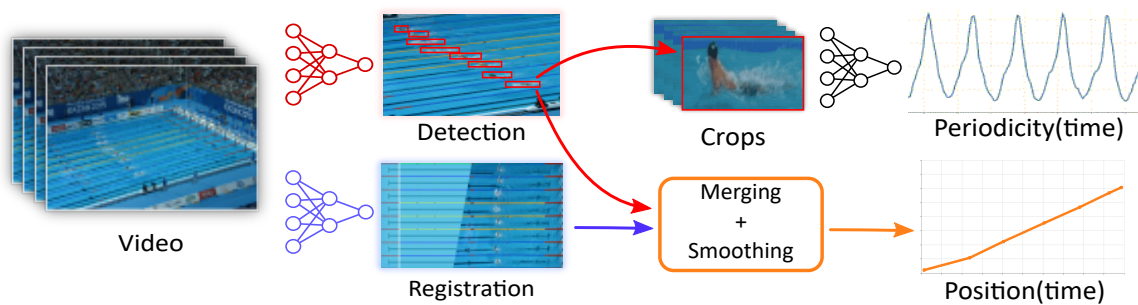 Video
Detection
Registration
Crops
Merging
+
Smoothing
Periodicity(time)
Position(time)